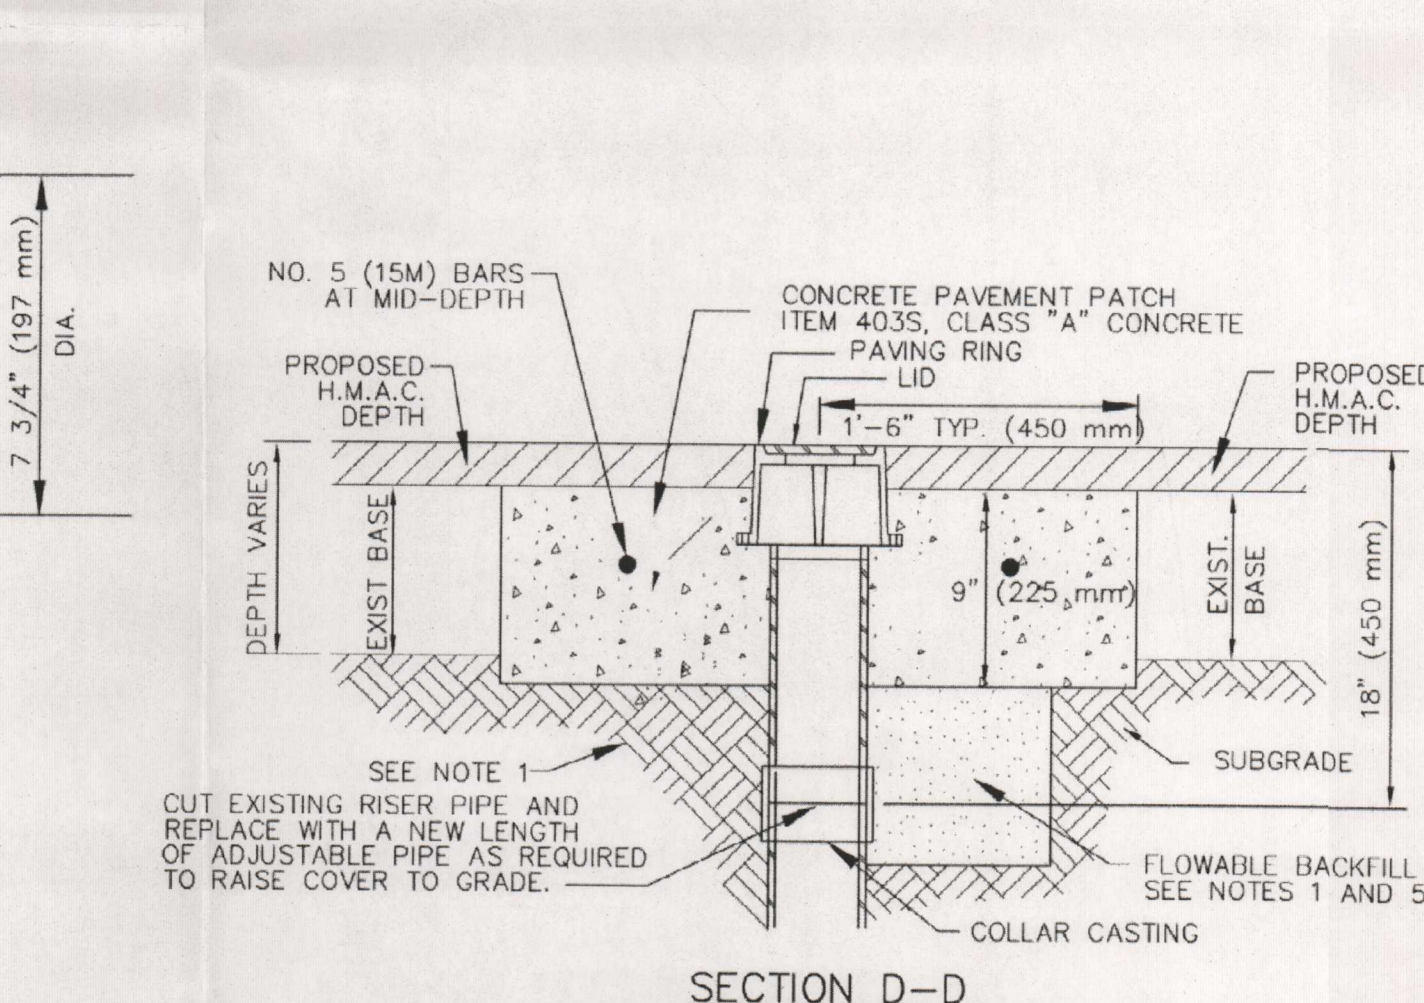 7 3/4" (197 mm)
DIA.
NO. 5 (15M) BARS
AT MID-DEPTH
CONCRETE PAVEMENT PATCH
ITEM 403S, CLASS "A" CONCRETE
PAVING RING
LID
PROPOSED
H.M.A.C.
DEPTH
1'-6" TYP. (450 mm)
PROPOSED
H.M.A.C.
DEPTH
DEPTH VARIES
EXIST BASE
9" (225 mm)
EXIST.
BASE
18" (450 mm)
SEE NOTE 1
SUBGRADE
CUT EXISTING RISER PIPE AND
REPLACE WITH A NEW LENGTH
OF ADJUSTABLE PIPE AS REQUIRED
TO RAISE COVER TO GRADE.
FLOWABLE BACKFILL
SEE NOTES 1 AND 5
COLLAR CASTING
SECTION D-D